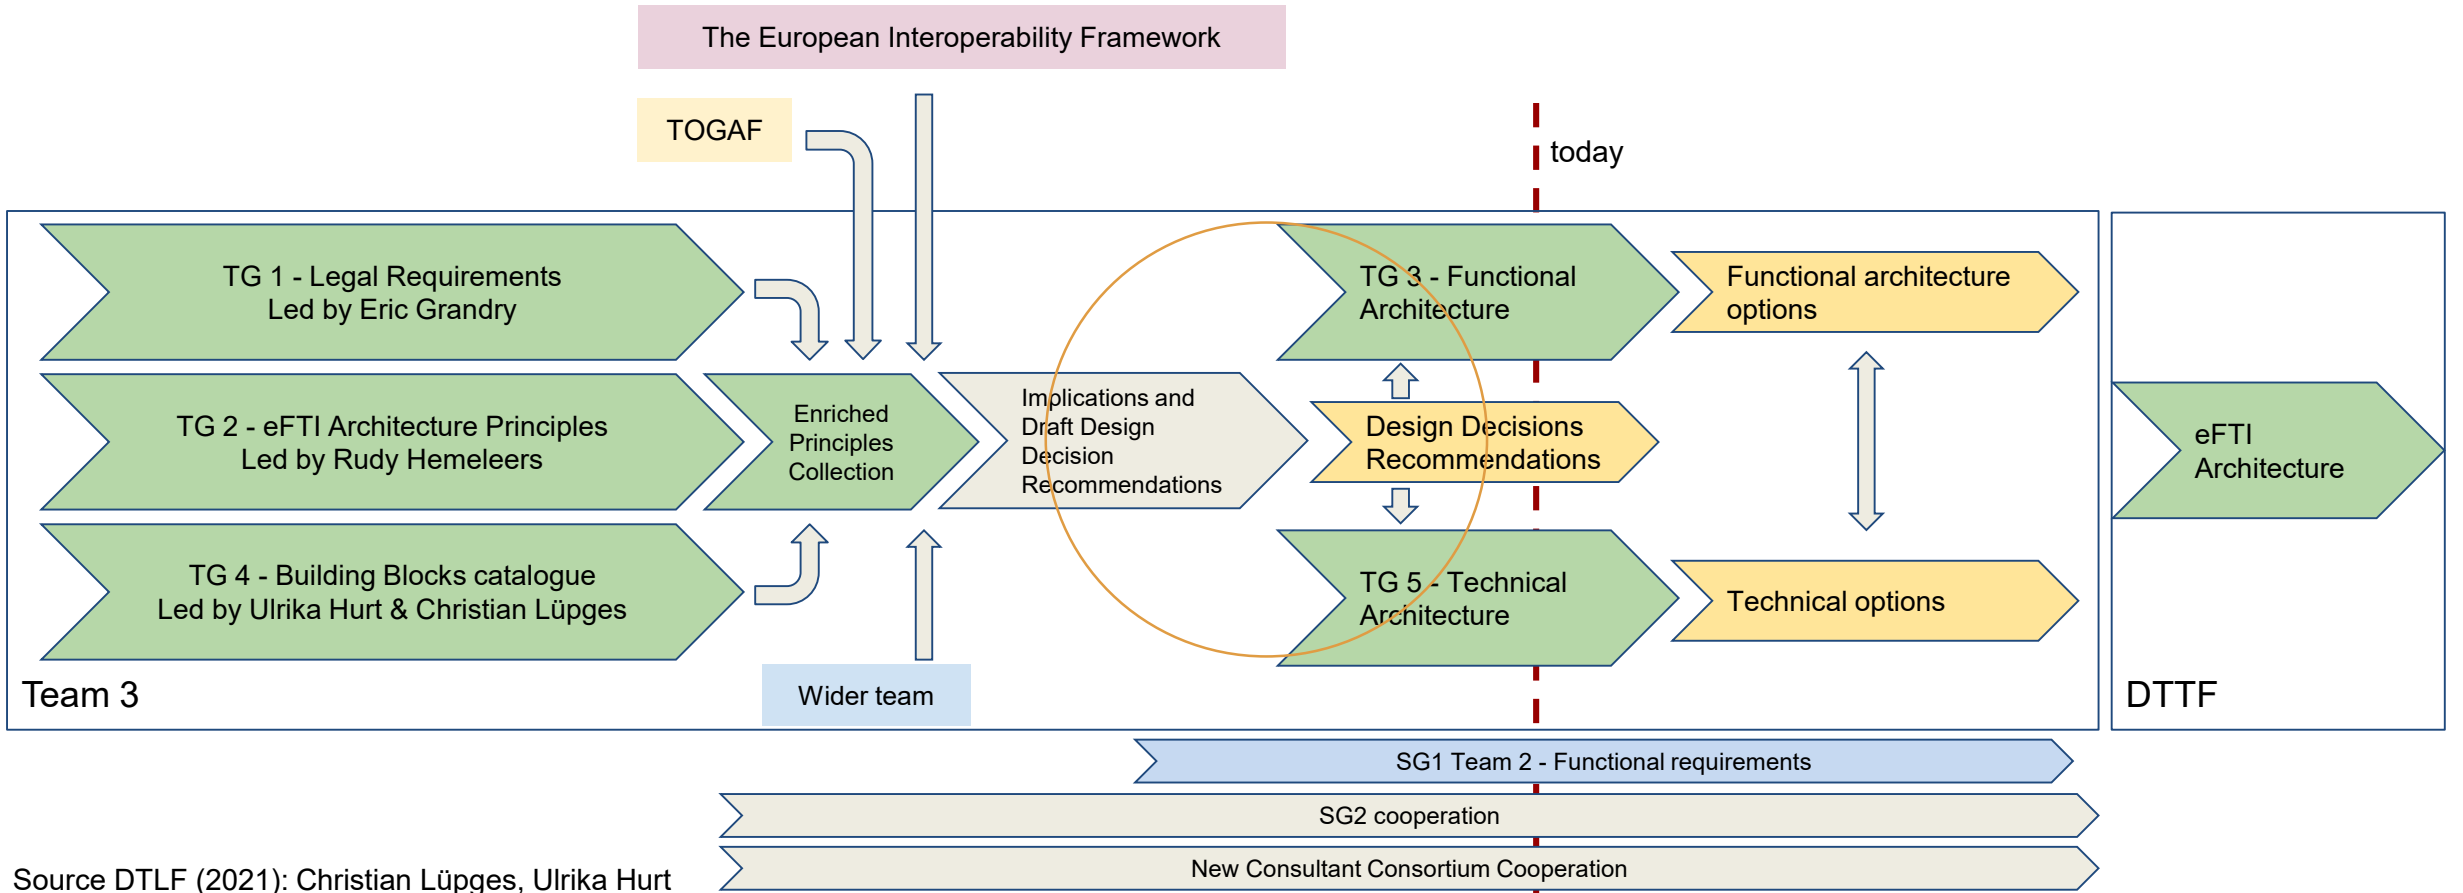 The European Interoperability Framework
TOGAF
today
TG 1 - Legal Requirements
Led by Eric Grandry
TG 2 - eFTI Architecture Principles
Led by Rudy Hemeleers
TG 4 - Building Blocks catalogue
Led by Ulrika Hurt & Christian Lüpges
Team 3
Enriched
Principles
Collection
Wider team
Implications and
Draft Design
Decision
Recommendations
TG 3 - Functional
Architecture
Design Decisions
Recommendations
TG 5 - Technical
Architecture
Functional architecture
options
Technical options
eFTI
Architecture
DTTF
SG1 Team 2 - Functional requirements
SG2 cooperation
New Consultant Consortium Cooperation
Source DTLF (2021): Christian Lüpges, Ulrika Hurt